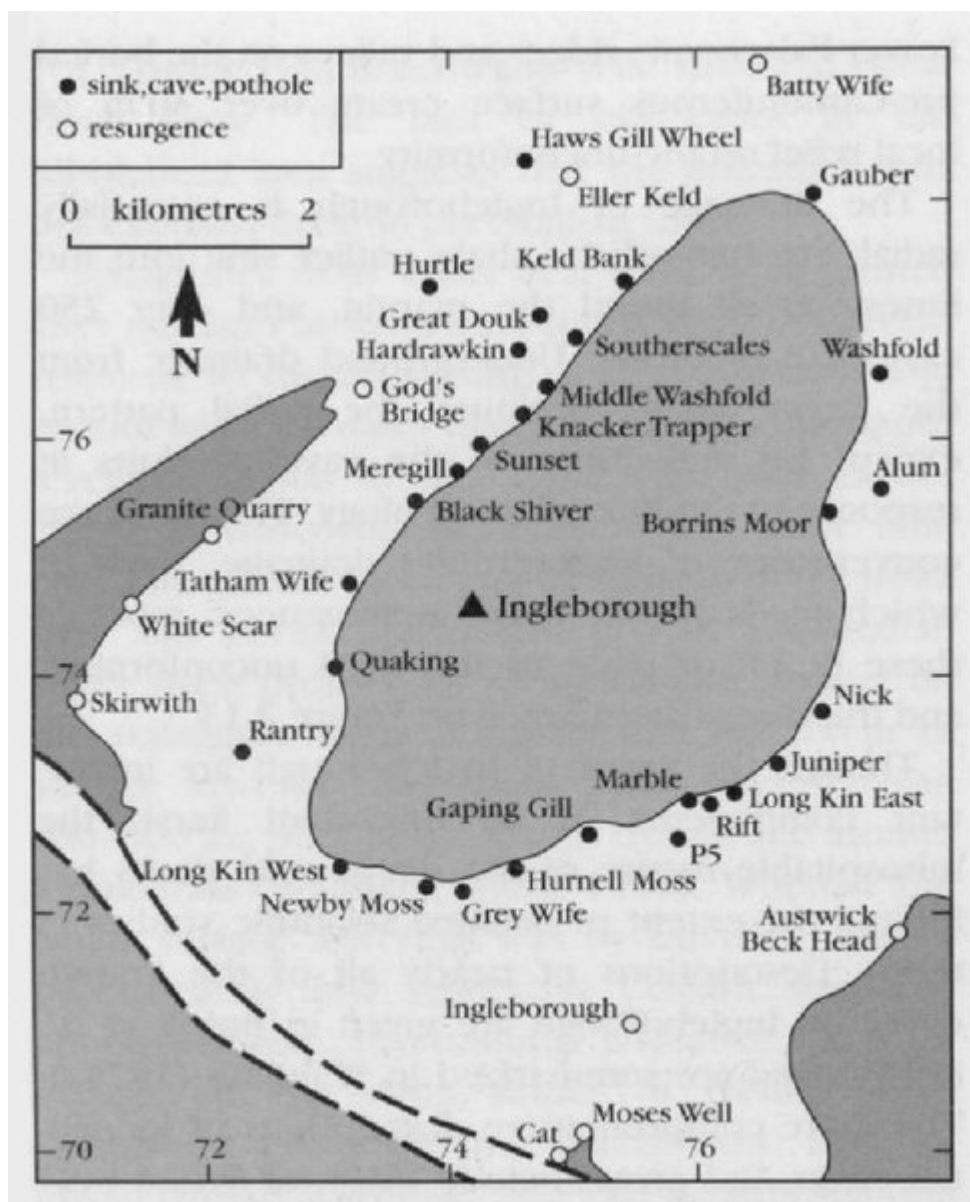 sink,cave,pothole
resurgence
Batty Wife
Haws Gill Wheel
Eller Keld
Gauber
0 kilometres 2
Hurtle
Keld Bank
Great Douk
Hardrawkin
Southerscales
Washfold
N
God's
Bridge
Middle Washfold
Knacker Trapper
76
Sunset
Meregill
Alum
Granite Quarry
Black Shiver
Borrins Moor
Tatham Wife
Ingleborough
White Scar
Quaking
74
Skirwith
Nick
Rantry
Juniper
Marble
Long Kin East
Gaping Gill
Rift
P5
Long Kin West
Hurnell Moss
Newby Moss
Grey Wife
72
Austwick
Beck Head
Ingleborough
Moses Well
Cat
70
72
74
76